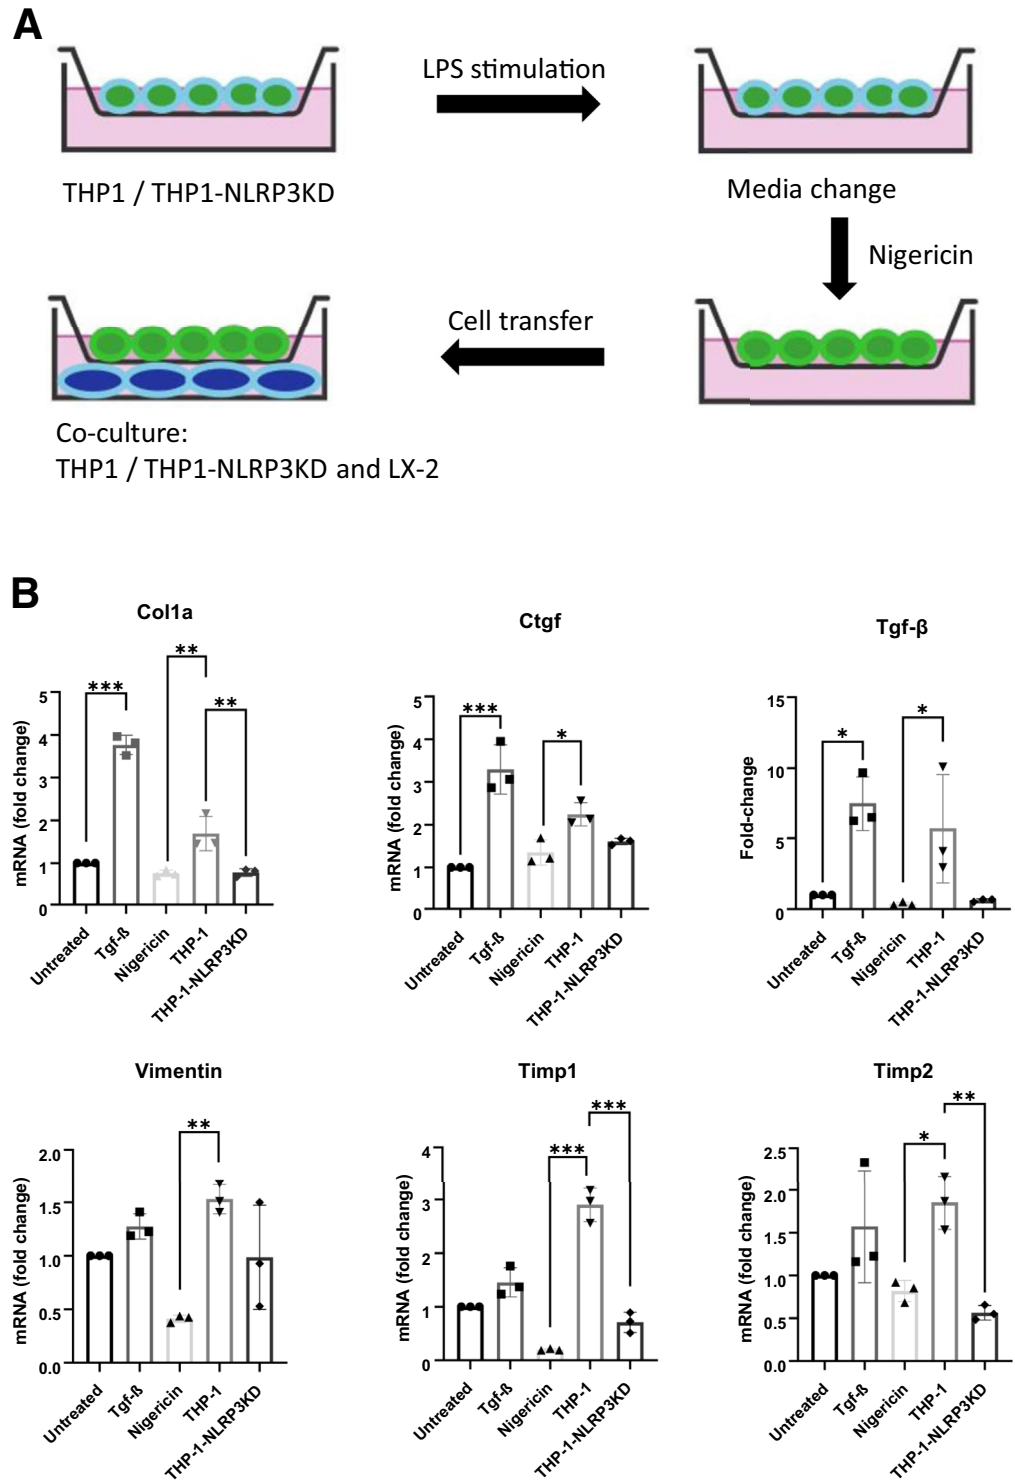 A
LPS stimulation
THP1 / THP1-NLRP3KD
Media change
Nigericin
Cell transfer
Co-culture:
THP1 / THP1-NLRP3KD and LX-2
B
Col1a
***
**
**
mRNA (fold change)
5
4
3
2
1
0
Untreated
Tgf-ß
Nigericin
THP-1
THP-1-NLRP3KD
Ctgf
***
*
mRNA (fold change)
5
4
3
2
1
0
Untreated
Tgf-ß
Nigericin
THP-1
THP-1-NLRP3KD
Tgf-ß
*
*
Fold-change
15
10
5
0
Untreated
Tgf-ß
Nigericin
THP-1
THP-1-NLRP3KD
Vimentin
**
mRNA (fold change)
2.0
1.5
1.0
0.5
0.0
Untreated
Tgf-ß
Nigericin
THP-1
THP-1-NLRP3KD
Timp1
***
***
mRNA (fold change)
4
3
2
1
0
Untreated
Tgf-ß
Nigericin
THP-1
THP-1-NLRP3KD
Timp2
**
*
mRNA (fold change)
2.5
2.0
1.5
1.0
0.5
0.0
Untreated
Tgf-ß
Nigericin
THP-1
THP-1-NLRP3KD